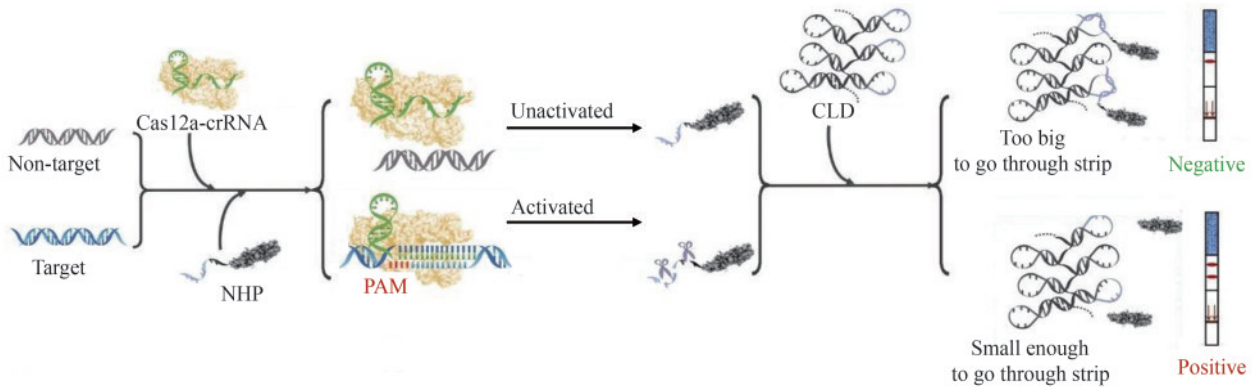 Cas12a-crRNA
Non-target
Target
NHP
PAM
Unactivated
Activated
CLD
Too big
to go through strip
Negative
Small enough
to go through strip
Positive